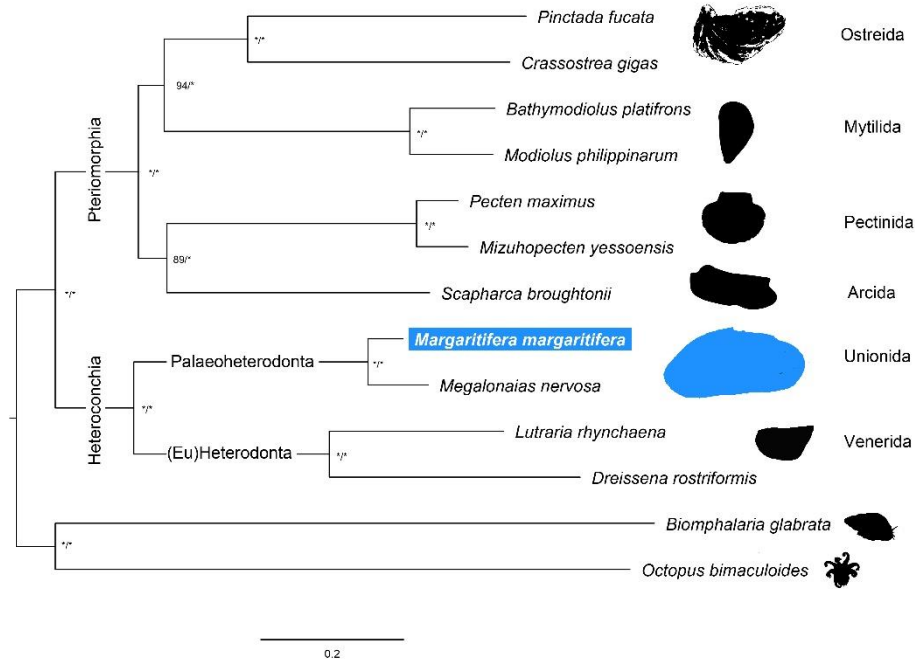 Pinctada fucata
Ostreida
*/*
Crassostrea gigas
94/*
Bathymodiolus platifrons
Mytilida
*/*
Modiolus philippinarum
Pteriomorphia
*/*
Pecten maximus
Pectinida
*/*
Mizuhopecten yessoensis
89/*
Scapharca broughtonii
Arcida
*/*
Margaritifera margaritifera
Unionida
Palaeoheterodonta
*/*
Megalonaias nervosa
Heteroconchia
*/*
Lutraria rhynchaena
Venerida
(Eu)Heterodonta
*/*
Dreissena rostriformis
Biomphalaria glabrata
*/*
Octopus bimaculoides
0.2